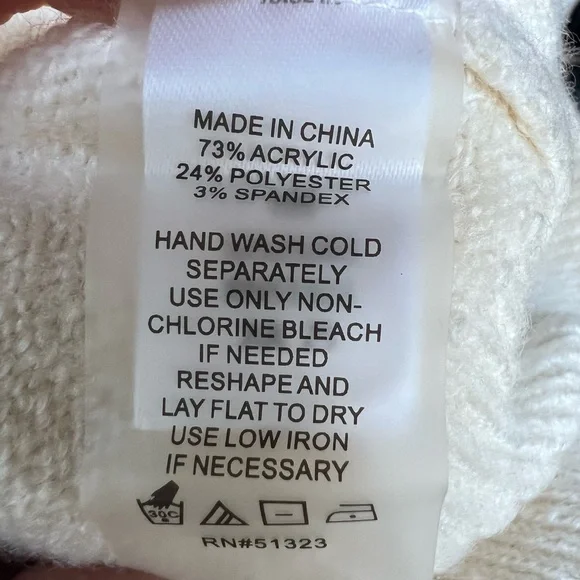 MADE IN CHINA
73% ACRYLIC
24% POLYESTER
3% SPANDEX
HAND WASH COLD
SEPARATELY
USE ONLY NON-
CHLORINE BLEACH
IF NEEDED
RESHAPE AND
LAY FLAT TO DRY
USE LOW IRON
IF NECESSARY
30C
RN#51323